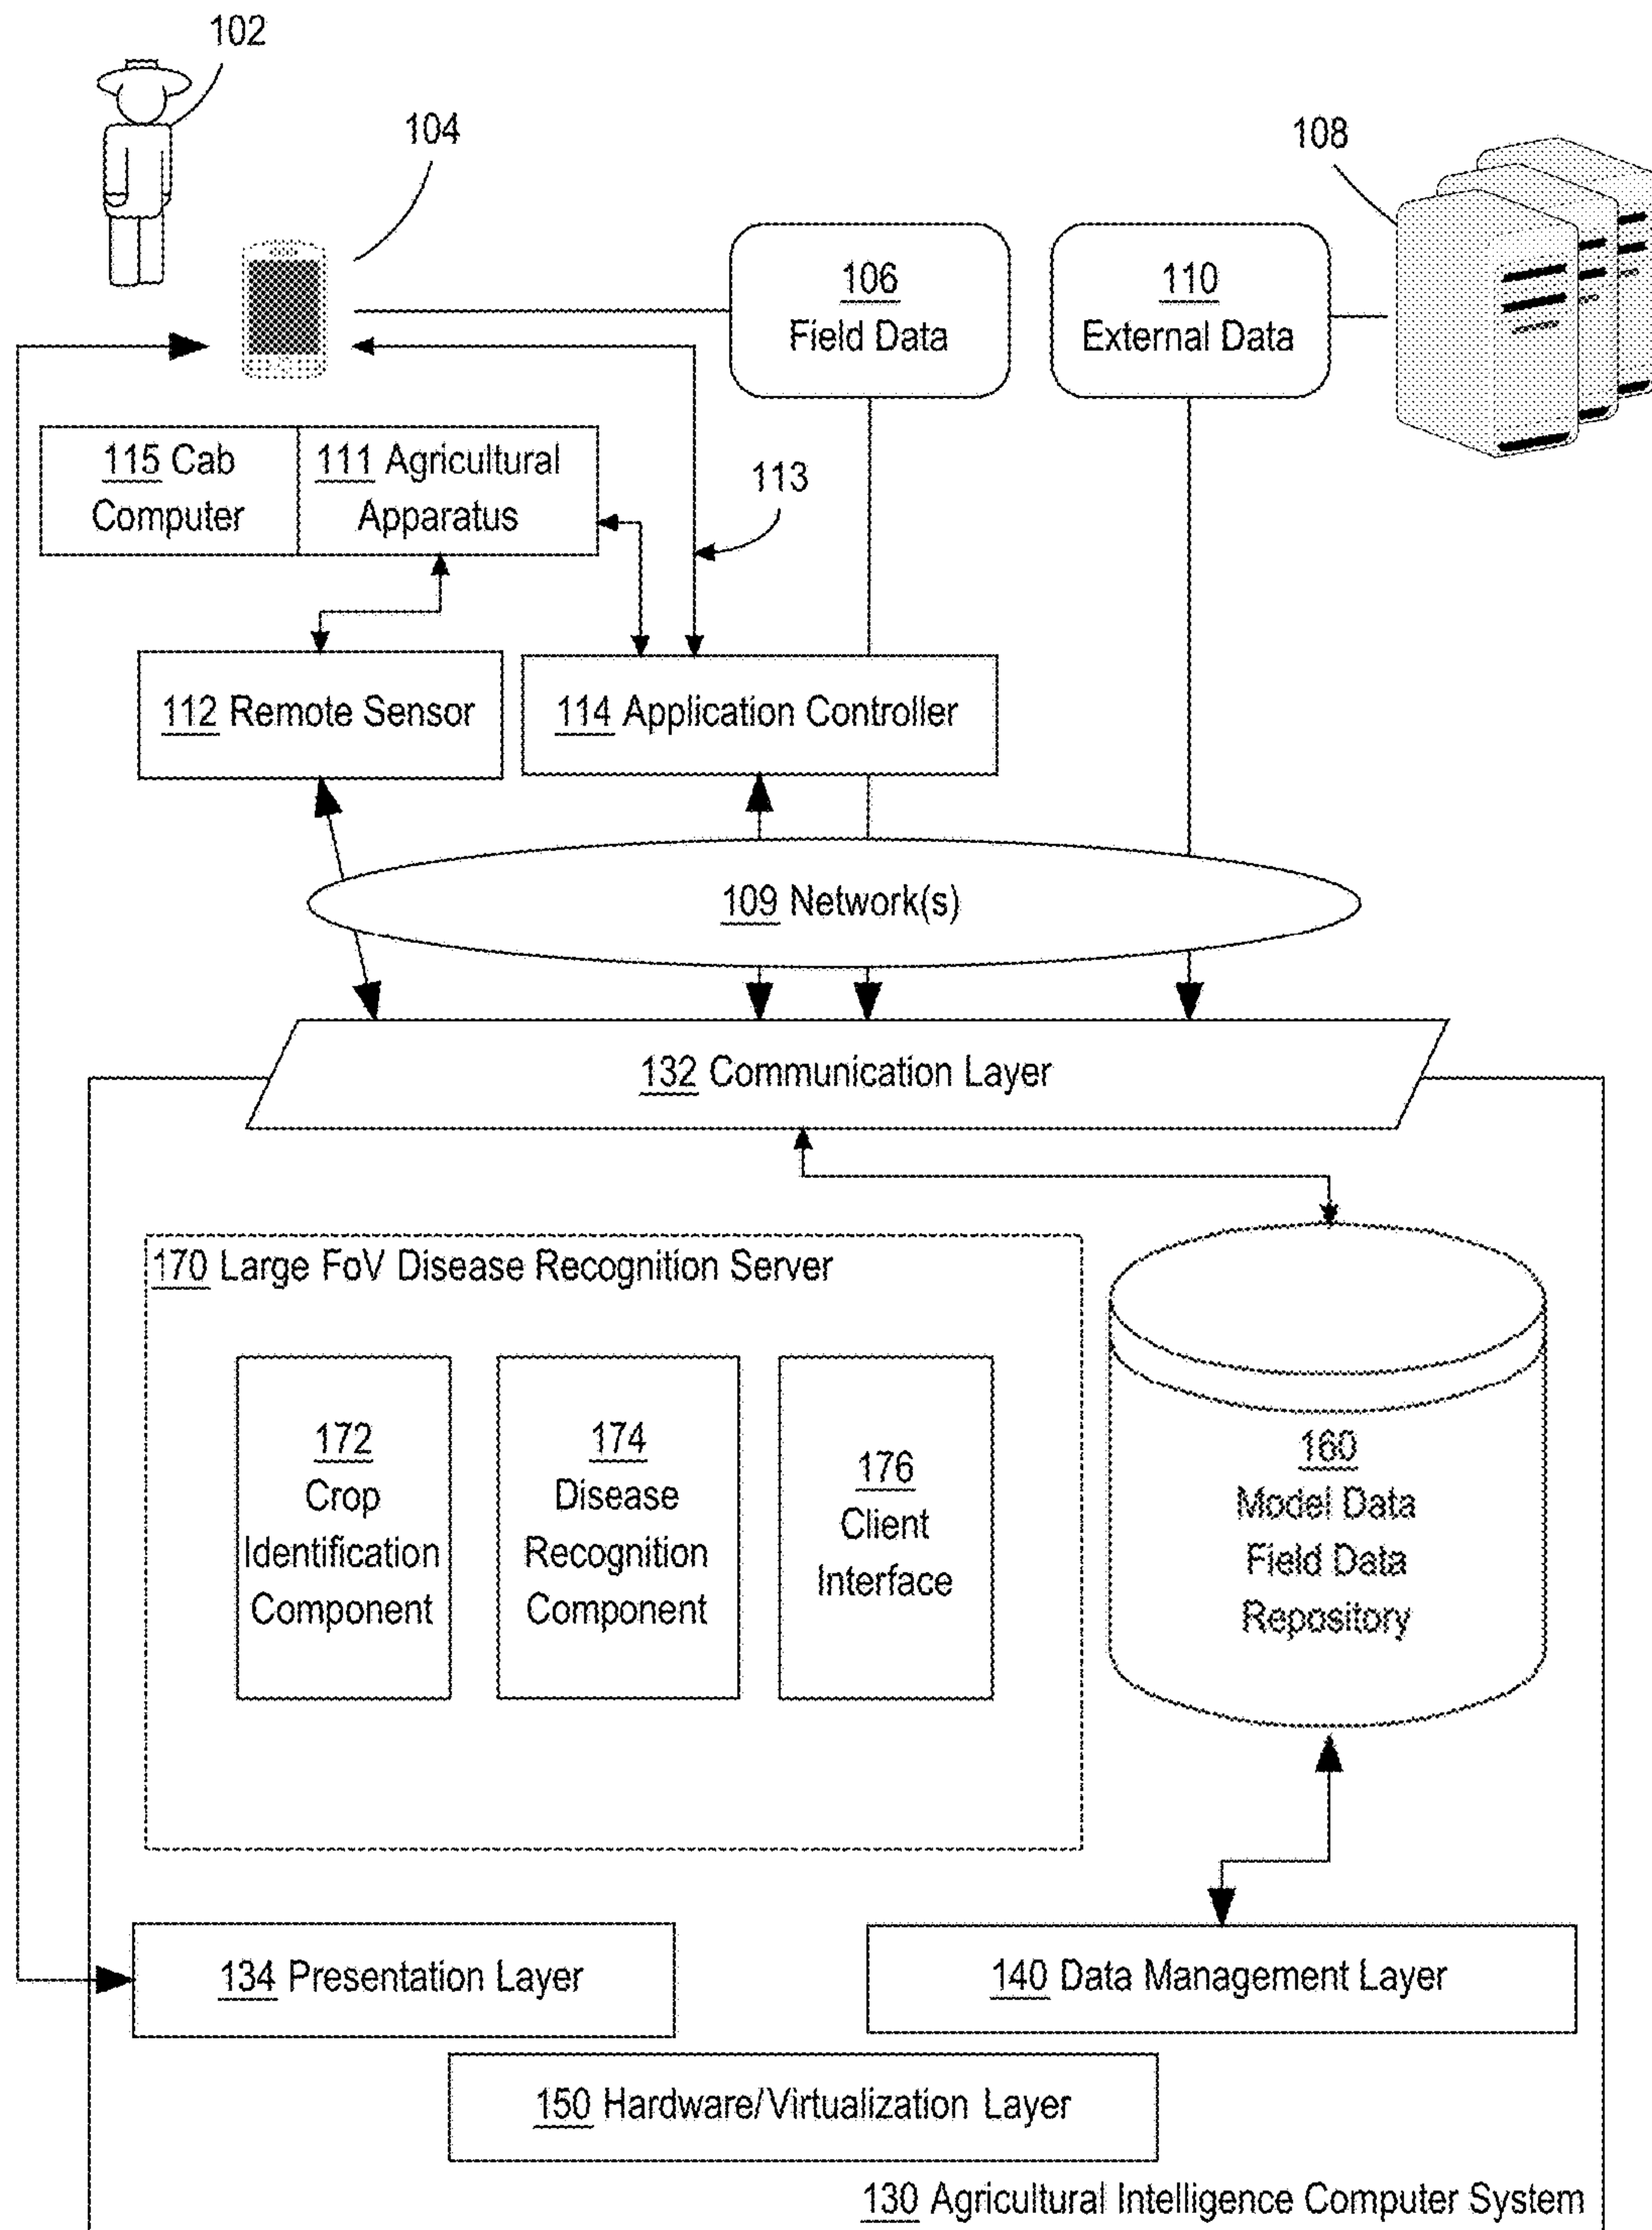 102
104
108
106
Field Data
110
External Data
115 Cab
Computer
111 Agricultural
Apparatus
113
112 Remote Sensor
114 Application Controller
109 Network(s)
132 Communication Layer
170 Large FoV Disease Recognition Server
172
Crop
Identification
Component
174
Disease
Recognition
Component
176
Client
Interface
160
Model Data
Field Data
Repository
134 Presentation Layer
140 Data Management Layer
150 Hardware/Virtualization Layer
130 Agricultural Intelligence Computer System